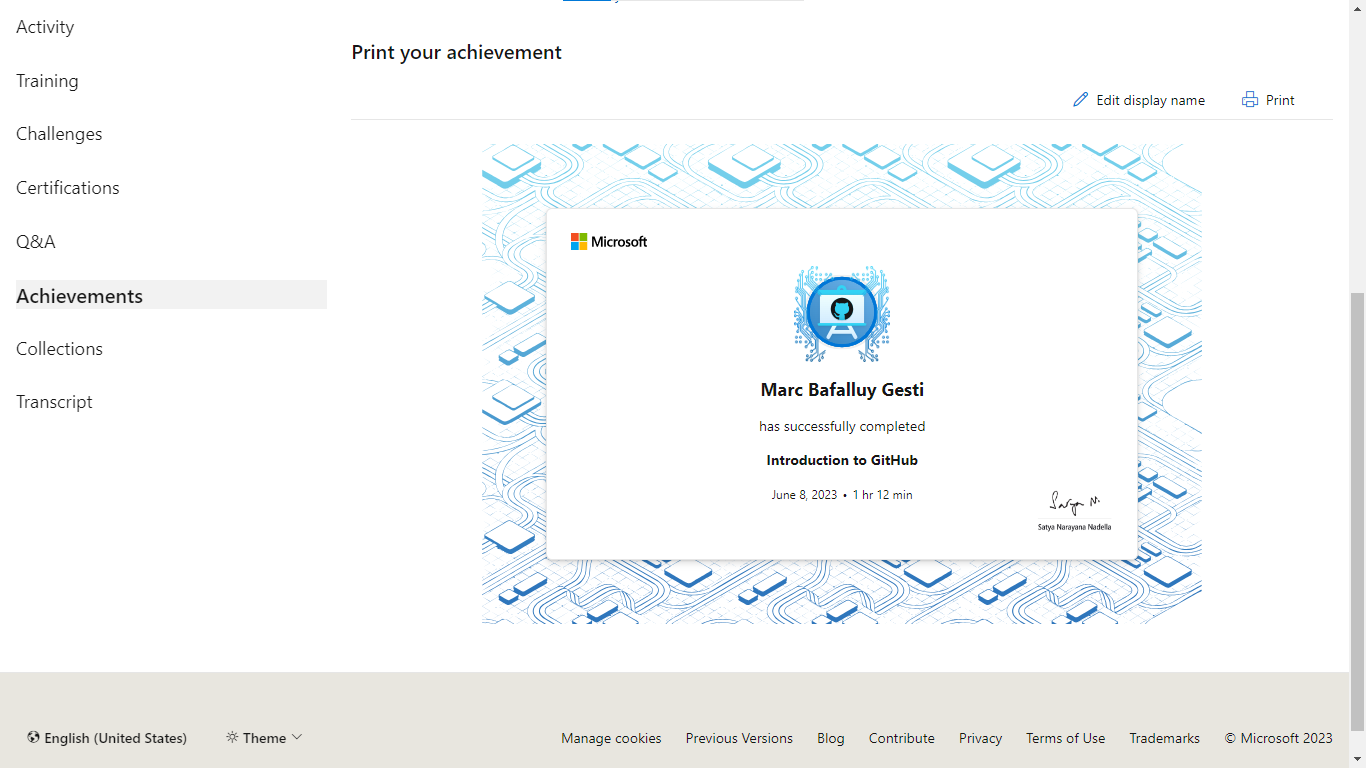 Activity
Training
Challenges
Certifications
Q&A
Achievements
Collections
Transcript
Print your achievement
Edit display name
Print
Microsoft
Marc Bafalluy Gesti
has successfully completed
Introduction to GitHub
June 8, 2023 • 1 hr 12 min
Satya N.
Satya Narayana Nadella
English (United States)
Theme
Manage cookies
Previous Versions
Blog
Contribute
Privacy
Terms of Use
Trademarks
© Microsoft 2023